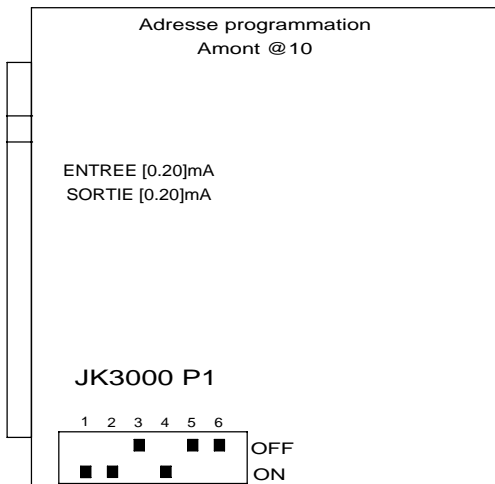 Adresse programmation
Amont @10
ENTREE [0.20]mA
SORTIE [0.20]mA
JK3000 P1
1 2 3 4 5 6
OFF
ON